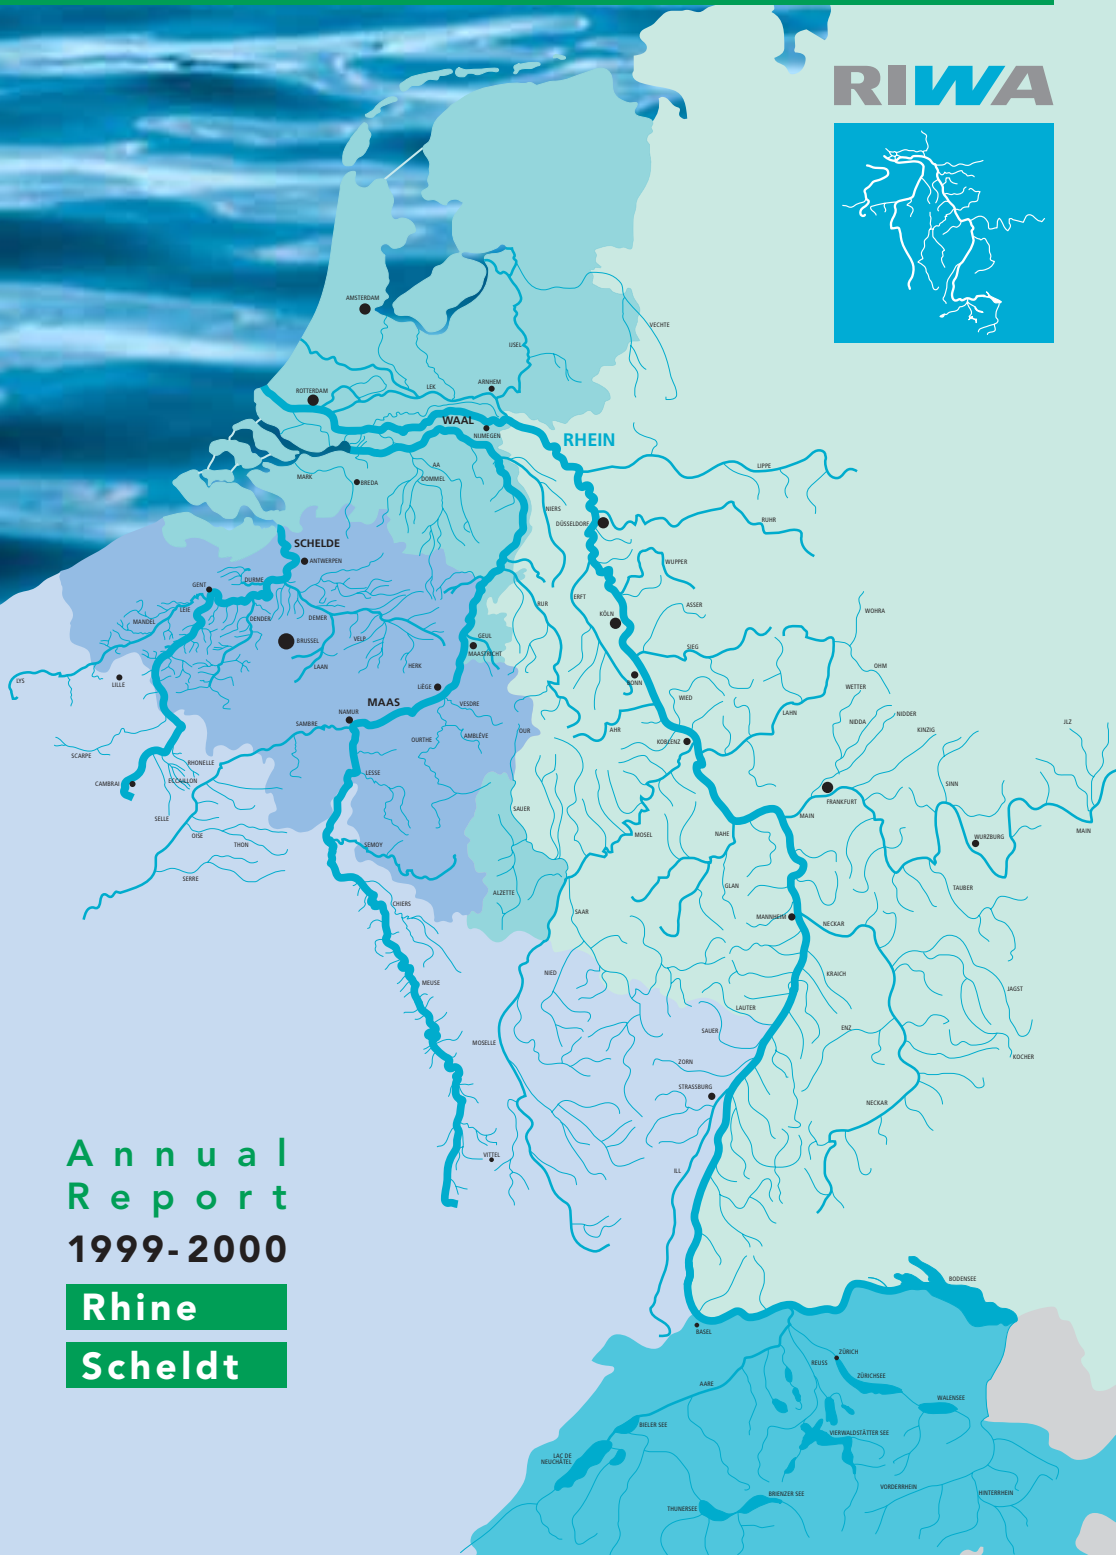 RIWA
AMSTERDAM
VECHTE
IJSEL
ARNHEM
LEK
ROTTERDAM
WAAL
NIJMEGEN
RHEIN
LIPPE
AA
DOMMEL
MARK
BREDA
NIERS
DÜSSELDORF
RUHR
SCHELDE
ANTWERPEN
WUPPER
GENT
DURME
LEIE
RUR
ERFT
KÖLN
ASSER
WOHRA
MANDEL
DENDER
DEMER
BRUSSEL
VELP
GEUL
MAASTRICHT
SIEG
LAAN
HERK
OHM
LYS
LILLE
LIÈGE
BONN
WETTER
MAAS
VESDRE
WIED
NAMUR
LAHN
NIDDER
NIDDA
SAMBRE
AMBLÈVE
OUR
AHR
KINZIG
JLZ
OURTHE
KOBLENZ
SCARPE
RHONELLE
LESSE
CAMBRAI
ECCAILLON
SINN
FRANKFURT
SELLE
SAUER
MAIN
MAIN
OISE
MOSEL
NAHE
WURZBURG
THON
SEMOY
SERRE
GLAN
TAUBER
ALZETTE
CHIERS
SAAR
MANNHEIM
NECKAR
NIED
KRAICH
MEUSE
JAGST
LAUTER
SAUER
ENZ
MOSELLE
KOCHER
ZORN
STRASSBURG
NECKAR
VITTEL
ILL
Annual
Report
1999-2000
Rhine
Scheldt
BODENSEE
BASEL
ZÜRICH
REUSS
ZÜRICHSEE
AARE
WALENSEE
BIELER SEE
VIERWALDSTÄTTER SEE
LAC DE
NEUCHÂTEL
VORDERRHEIN
HINTERRHEIN
BRIENZER SEE
THUNERSEE